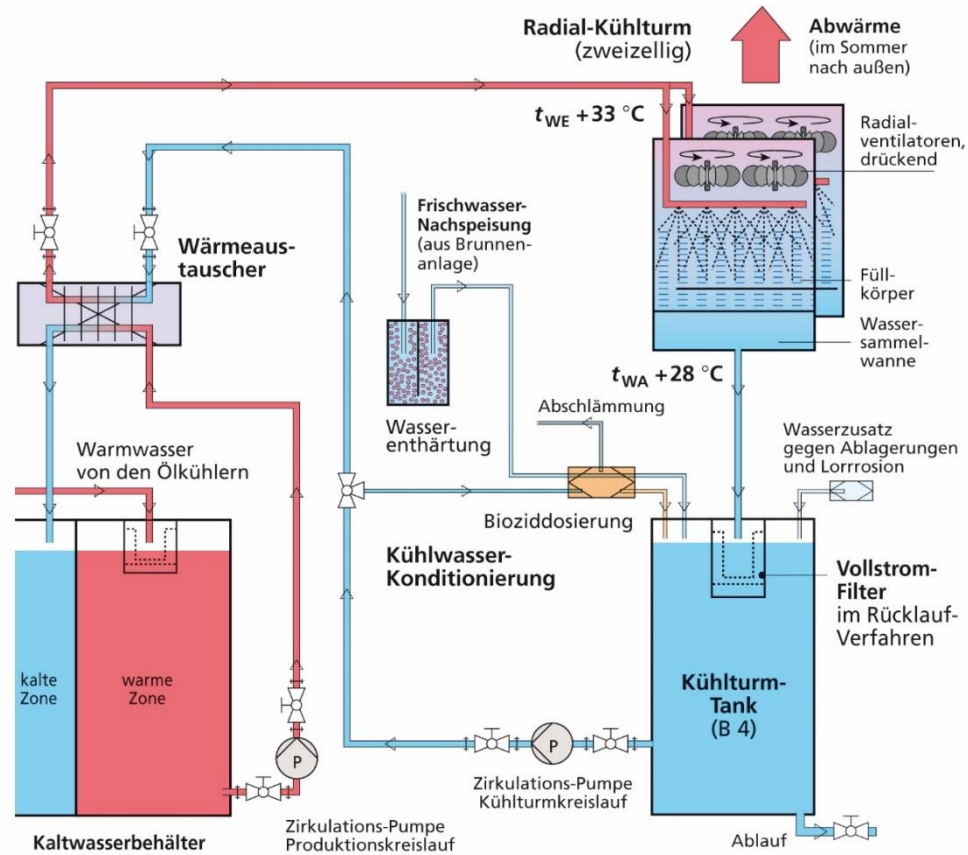 Radial-Kühlturm
(zweizellig)
Abwärme
(im Sommer
nach außen)
tWE +33 °C
Radial-
ventilatoren,
drückend
Frischwasser-
Nachspeisung
(aus Brunnen-
anlage)
Wärmeaus-
tauscher
Füll-
körper
Wasser-
sammel-
wanne
tWA +28 °C
Abschlämmung
Wasser-
enthärtung
Wasserzusatz
gegen Ablagerungen
und Lorrrosion
Warmwasser
von den Ölkühlern
Bioziddosierung
Kühlwasser-
Konditionierung
Vollstrom-
Filter
im Rücklauf-
Verfahren
kalte
Zone
warme
Zone
Kühlturm-
Tank
(B 4)
P
P
Zirkulations-Pumpe
Kühlturmkreislauf
Kaltwasserbehälter
Zirkulations-Pumpe
Produktionskreislauf
Ablauf